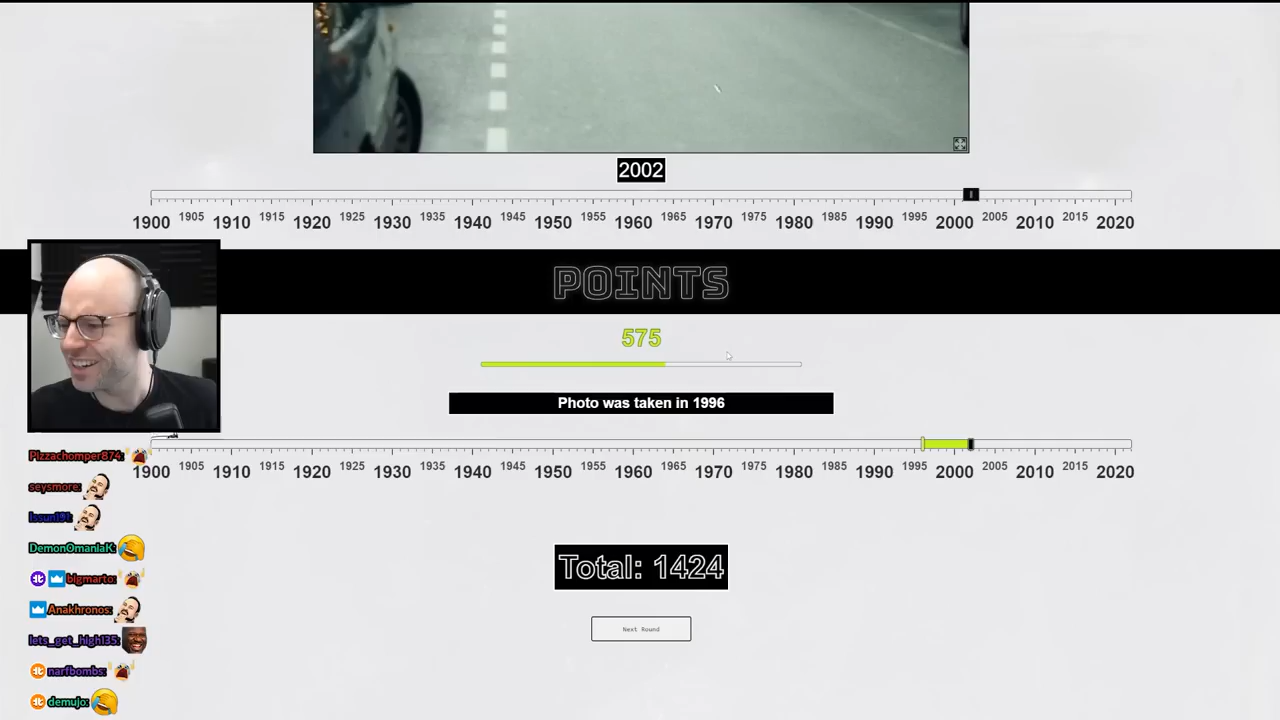 2002
1900 1905 1910 1915 1920 1925 1930 1935 1940 1945 1950 1955 1960 1965 1970 1975 1980 1985 1990 1995 2000 2005 2010 2015 2020
POINTS
575
Photo was taken in 1996
1900 1905 1910 1915 1920 1925 1930 1935 1940 1945 1950 1955 1960 1965 1970 1975 1980 1985 1990 1995 2000 2005 2010 2015 2020
Total: 1424
Next Round
Pizzachomper874:
seysmore:
Issun151:
DemonOmaniaK:
bigmarto:
Anakhronos:
lets_get_high135:
narfbombs:
demujo: